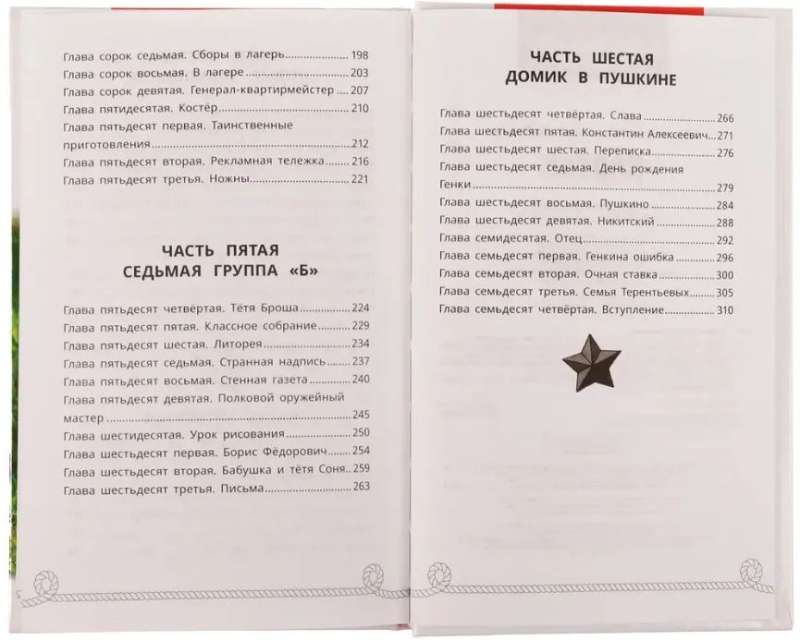 Глава сорок седьмая. Сборы в лагерь.................198
Глава сорок восьмая. В лагере.................203
Глава сорок девятая. Генерал-квартирмейстер.....207
Глава пятидесятая. Костёр.................210
Глава пятьдесят первая. Таинственные
приготовления.................212
Глава пятьдесят вторая. Рекламная тележка........216
Глава пятьдесят третья. Ножны.................221
ЧАСТЬ ПЯТАЯ
СЕДЬМАЯ ГРУППА «Б»
Глава пятьдесят четвёртая. Тётя Броша.................224
Глава пятьдесят пятая. Классное собрание.........229
Глава пятьдесят шестая. Литорея.................234
Глава пятьдесят седьмая. Странная надпись........237
Глава пятьдесят восьмая. Стенная газета...........240
Глава пятьдесят девятая. Полковой оружейный
мастер.................245
Глава шестидесятая. Урок рисования.................250
Глава шестьдесят первая. Борис Фёдорович........254
Глава шестьдесят вторая. Бабушка и тётя Соня..259
Глава шестьдесят третья. Письма.................263
ЧАСТЬ ШЕСТАЯ
ДОМИК В ПУШКИНЕ
Глава шестьдесят четвёртая. Слава.................266
Глава шестьдесят пятая. Константин Алексеевич...271
Глава шестьдесят шестая. Переписка.................276
Глава шестьдесят седьмая. День рождения
Генки.................279
Глава шестьдесят восьмая. Пушкино.................284
Глава шестьдесят девятая. Никитский.................288
Глава семидесятая. Отец.................292
Глава семьдесят первая. Генкина ошибка...........296
Глава семьдесят вторая. Очная ставка.................300
Глава семьдесят третья. Семья Терентьевых........305
Глава семьдесят четвёртая. Вступление.................310